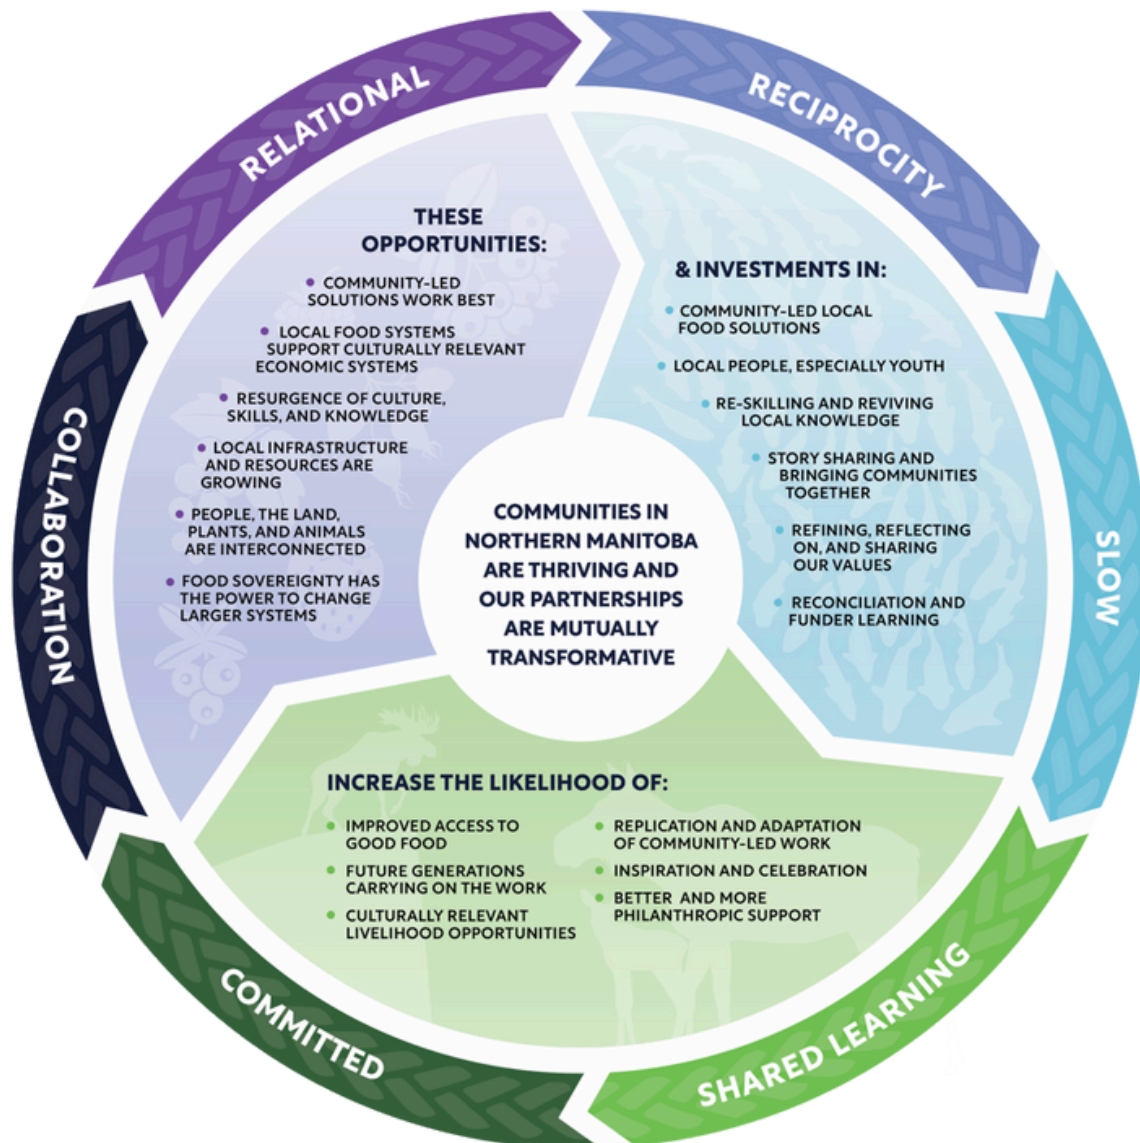 RELATIONAL
RECIPROCITY
SLOW
SHARED LEARNING
COMMITTED
COLLABORATION
THESE
OPPORTUNITIES:
• COMMUNITY-LED
SOLUTIONS WORK BEST
• LOCAL FOOD SYSTEMS
SUPPORT CULTURALLY RELEVANT
ECONOMIC SYSTEMS
• RESURGENCE OF CULTURE,
SKILLS, AND KNOWLEDGE
• LOCAL INFRASTRUCTURE
AND RESOURCES ARE
GROWING
• PEOPLE, THE LAND,
PLANTS, AND ANIMALS
ARE INTERCONNECTED
• FOOD SOVEREIGNTY HAS
THE POWER TO CHANGE
LARGER SYSTEMS
& INVESTMENTS IN:
• COMMUNITY-LED LOCAL
FOOD SOLUTIONS
• LOCAL PEOPLE, ESPECIALLY YOUTH
• RE-SKILLING AND REVIVING
LOCAL KNOWLEDGE
• STORY SHARING AND
BRINGING COMMUNITIES
TOGETHER
• REFINING, REFLECTING
ON, AND SHARING
OUR VALUES
• RECONCILIATION AND
FUNDER LEARNING
COMMUNITIES IN
NORTHERN MANITOBA
ARE THRIVING AND
OUR PARTNERSHIPS
ARE MUTUALLY
TRANSFORMATIVE
INCREASE THE LIKELIHOOD OF:
• IMPROVED ACCESS TO
GOOD FOOD
• FUTURE GENERATIONS
CARRYING ON THE WORK
• CULTURALLY RELEVANT
LIVELIHOOD OPPORTUNITIES
• REPLICATION AND ADAPTATION
OF COMMUNITY-LED WORK
• INSPIRATION AND CELEBRATION
• BETTER AND MORE
PHILANTHROPIC SUPPORT